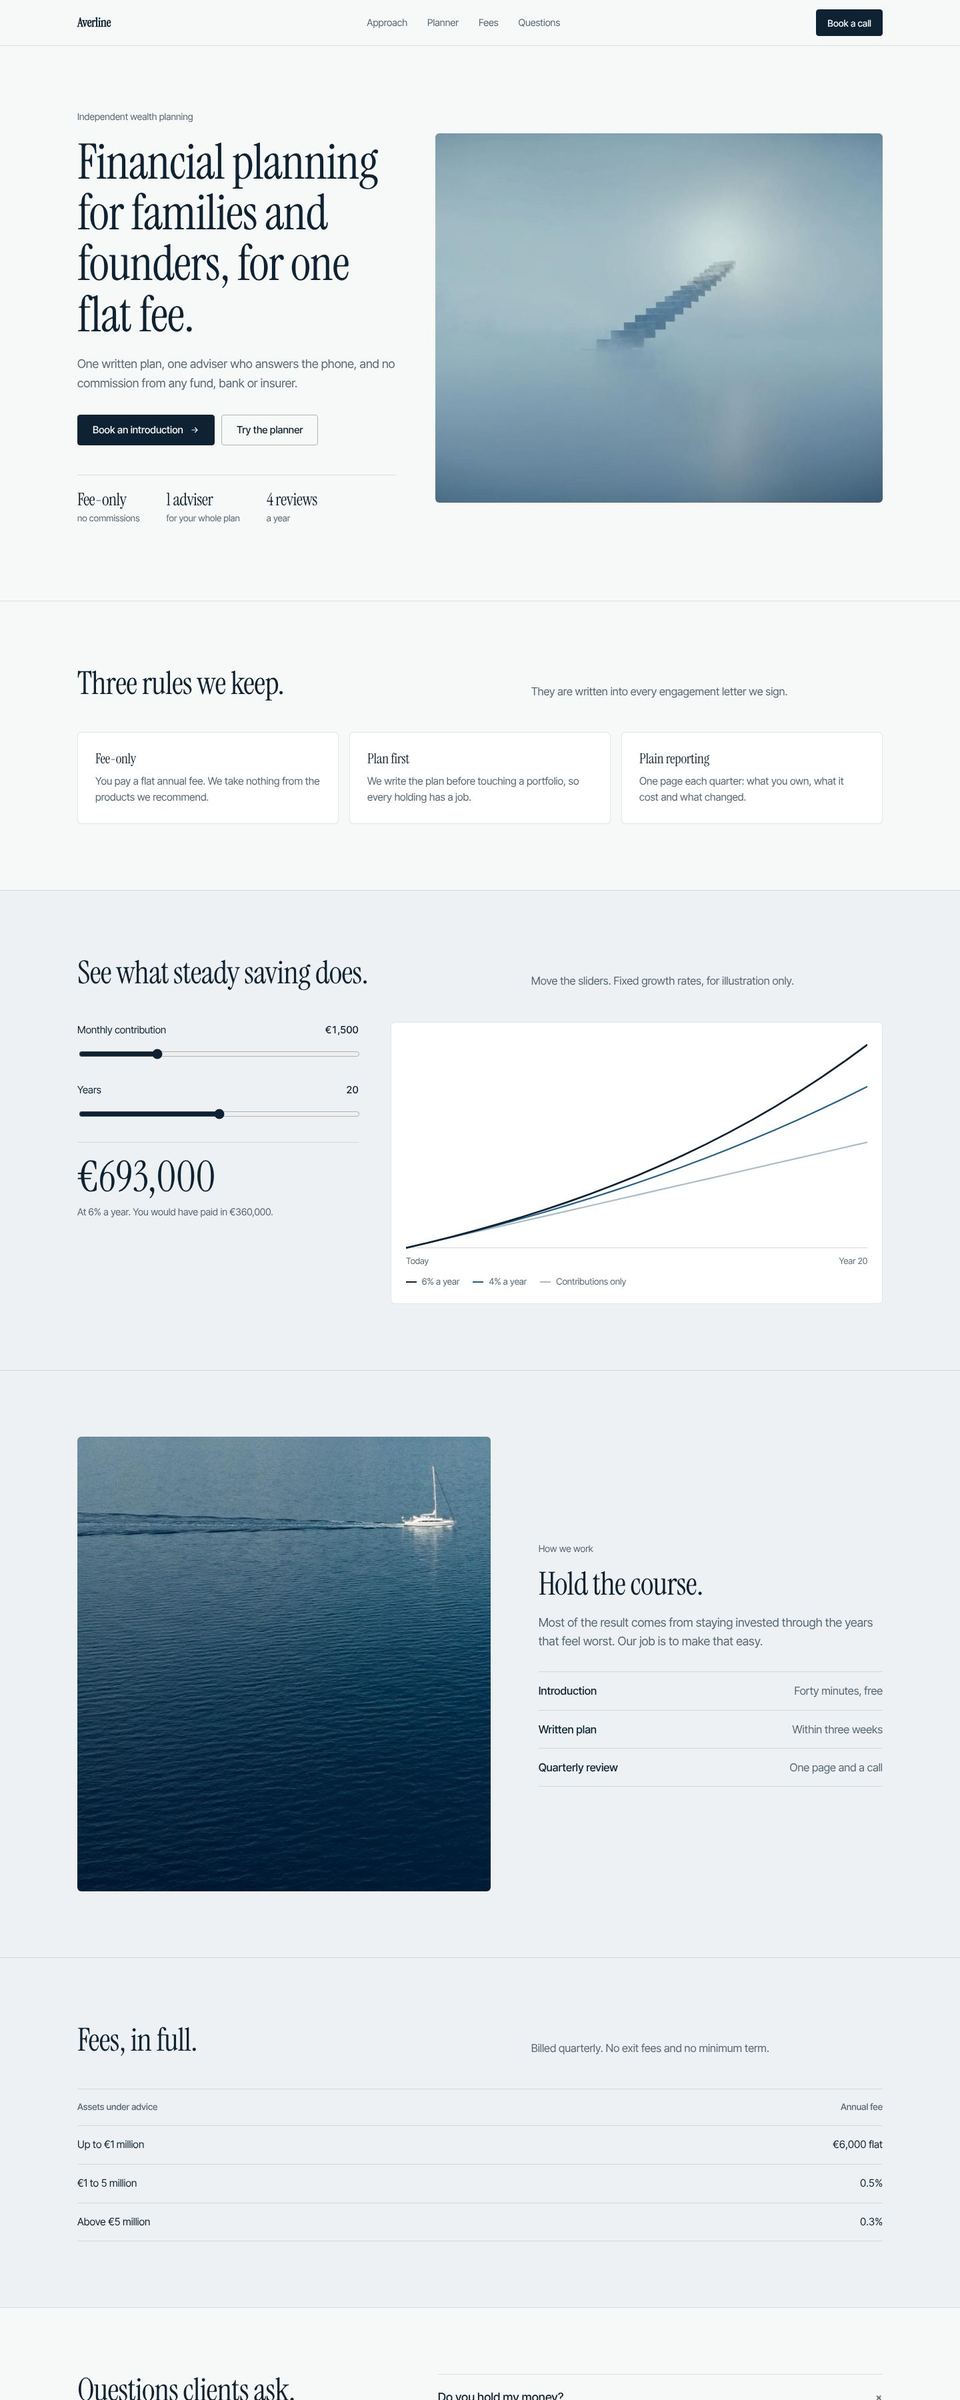 Averline
Approach
Planner
Fees
Questions
Book a call
Independent wealth planning
Financial planning
for families and
founders, for one
flat fee.
One written plan, one adviser who answers the phone, and no
commission from any fund, bank or insurer.
Book an introduction →
Try the planner
Fee-only
no commissions
1 adviser
for your whole plan
4 reviews
a year
Three rules we keep.
They are written into every engagement letter we sign.
Fee-only
You pay a flat annual fee. We take nothing from the
products we recommend.
Plan first
We write the plan before touching a portfolio, so
every holding has a job.
Plain reporting
One page each quarter: what you own, what it
cost and what changed.
See what steady saving does.
Move the sliders. Fixed growth rates, for illustration only.
Monthly contribution
€1,500
Years
20
€693,000
At 6% a year. You would have paid in €360,000.
Today
Year 20
6% a year
4% a year
Contributions only
How we work
Hold the course.
Most of the result comes from staying invested through the years
that feel worst. Our job is to make that easy.
Introduction
Forty minutes, free
Written plan
Within three weeks
Quarterly review
One page and a call
Fees, in full.
Billed quarterly. No exit fees and no minimum term.
Assets under advice
Annual fee
Up to €1 million
€6,000 flat
€1 to 5 million
0.5%
Above €5 million
0.3%
Questions clients ask.
Do you hold my money?